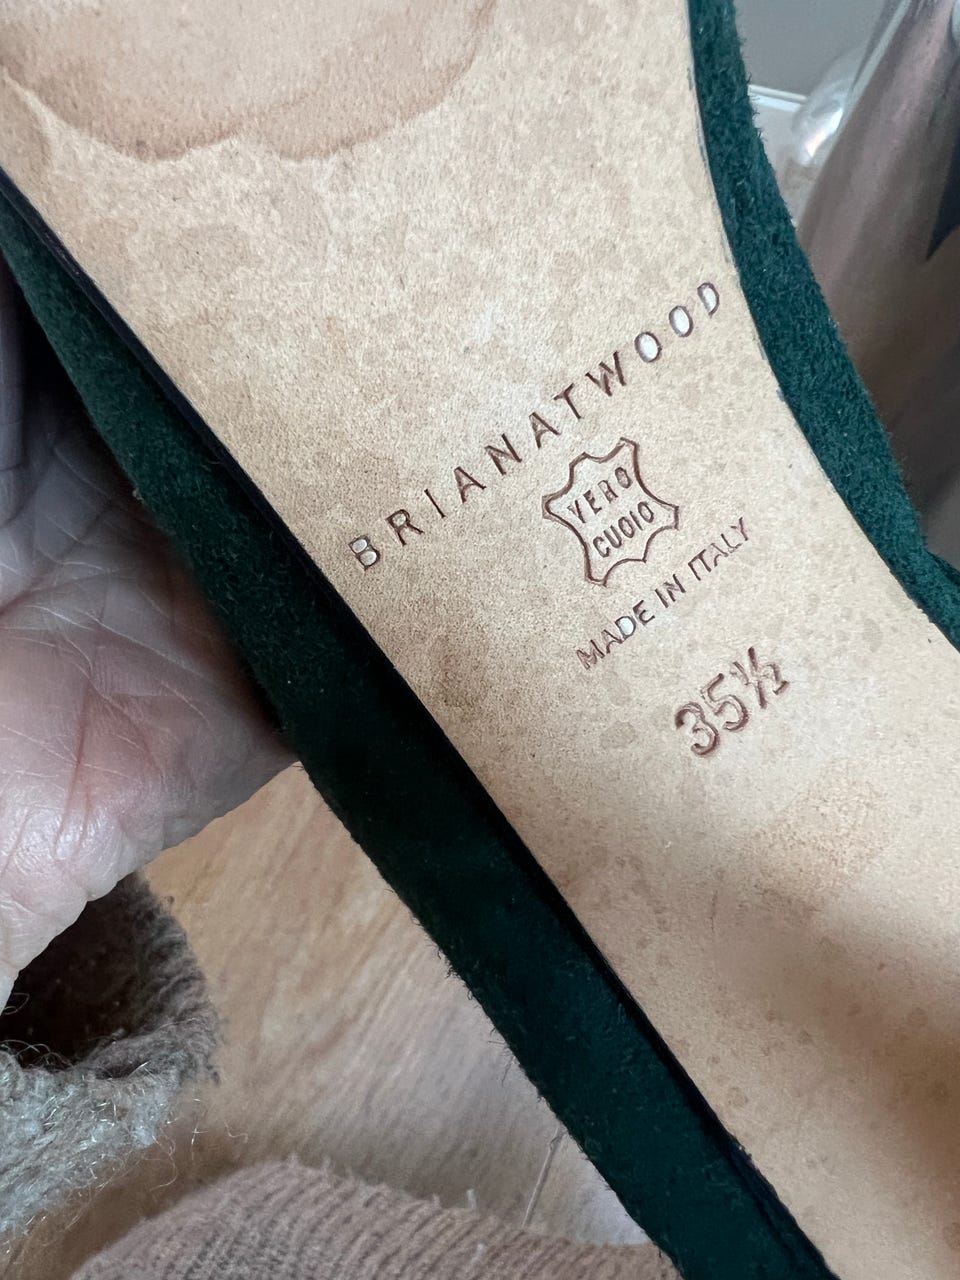 BRIANATWOOD
VERO
CUOIO
MADE IN ITALY
35½